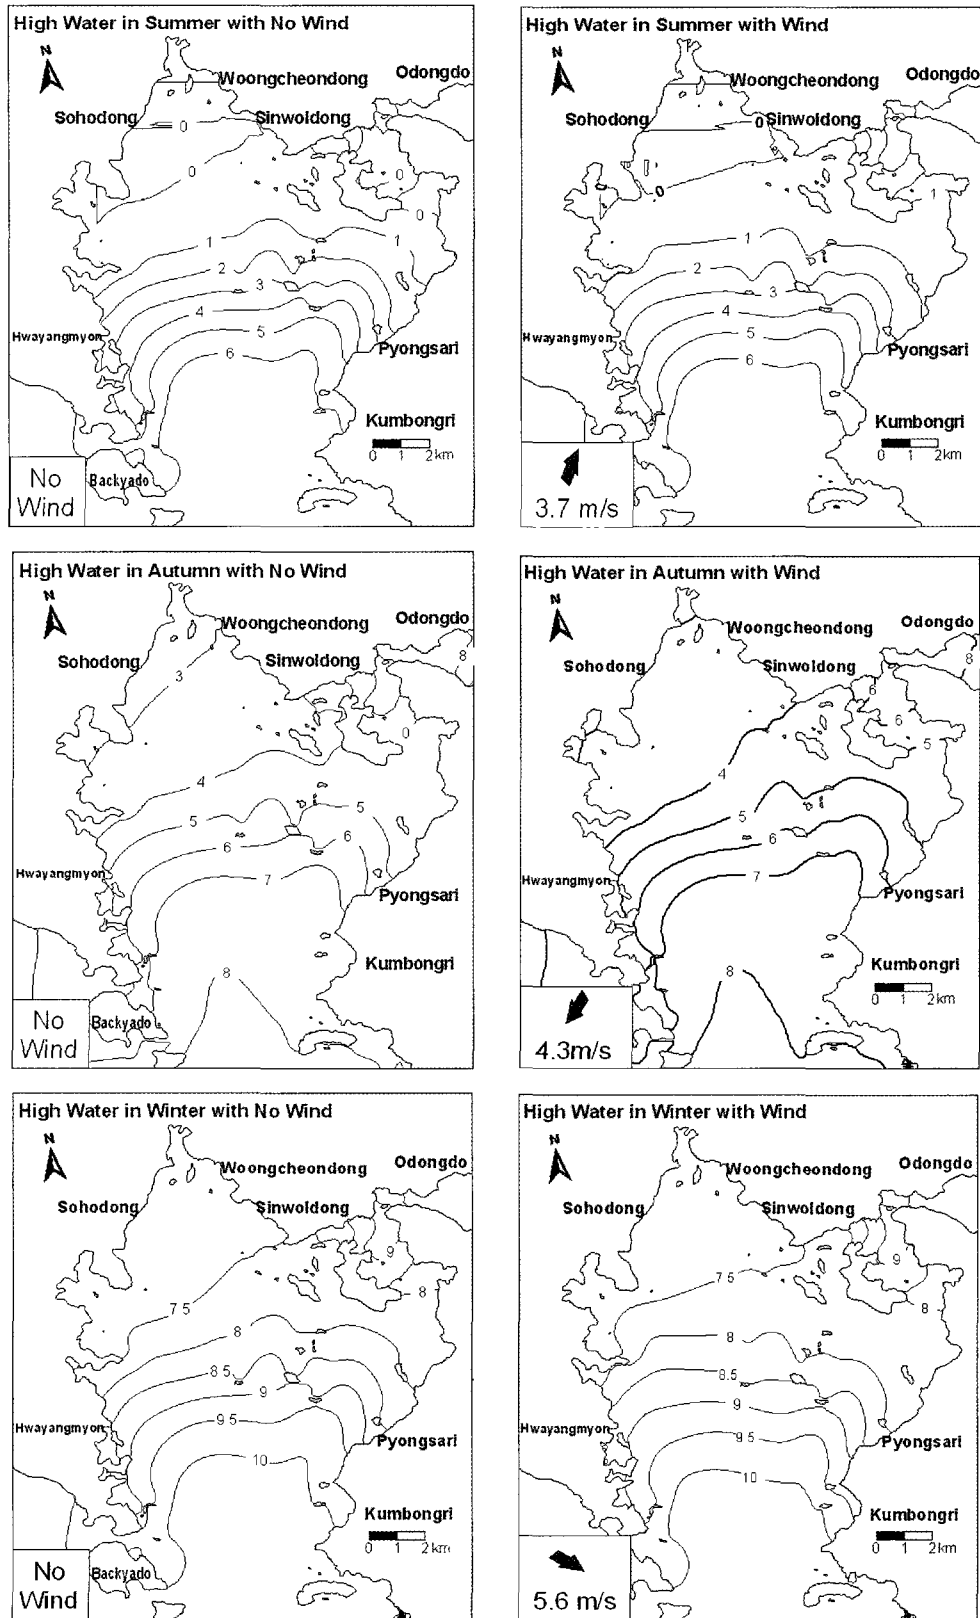 High Water in Summer with No Wind
N
Woongcheondong
Odongdo
Sohodong
Sinwoldong
0
0
0
0
1
1
2
3
4
5
6
Hwayangmyon
Pyongsari
Kumbongri
0 1 2km
Backyado
No
Wind
High Water in Summer with Wind
N
Woongcheondong
Odongdo
Sohodong
Sinwoldong
0
0
1
1
2
3
4
5
6
Hwayangmyon
Pyongsari
Kumbongri
0 1 2km
3.7 m/s
High Water in Autumn with No Wind
N
Woongcheondong
Odongdo
Sohodong
Sinwoldong
8
3
0
4
5
5
6
6
7
Hwayangmyon
Pyongsari
Kumbongri
8
Backyado
No
Wind
High Water in Autumn with Wind
N
Woongcheondong
Odongdo
Sohodong
Sinwoldong
8
6
6
5
4
5
6
7
Hwayangmyon
Pyongsari
Kumbongri
0 1 2km
8
4.3m/s
High Water in Winter with No Wind
N
Woongcheondong
Odongdo
Sohodong
Sinwoldong
9
8
7 5
8
8 5
9
9 5
10
Hwayangmyon
Pyongsari
Kumbongri
0 1 2km
Backyado
No
Wind
High Water in Winter with Wind
N
Woongcheondong
Odongdo
Sohodong
Sinwoldong
9
8
7 5
8
8.5
9
9 5
10
Hwayangmyon
Pyongsari
Kumbongri
0 1 2km
5.6 m/s